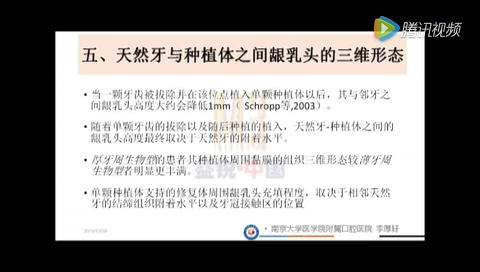 腾讯视频
五、天然牙与种植体之间龈乳头的三维形态
• 当一颗牙齿被拔除并在该位点植入单颗种植体以后，其与邻牙之
间龈乳头高度大约会降低1mm（ Schropp等,2003）。
• 随着单颗牙齿的拔除以及随后种植的植入，天然牙-种植体之间的
龈乳头高度最终取决于天然牙的附着水平。
• 厚牙周生物型的患者其种植体周围黏膜的组织三维形态较薄牙周
生物型者明显更丰满。
• 单颗种植体支持的修复体周围龈乳头充填程度，取决于相邻天然
牙的结缔组织附着水平以及牙冠接触区的位置
• 南京大学医学院附属口腔医院 李厚轩